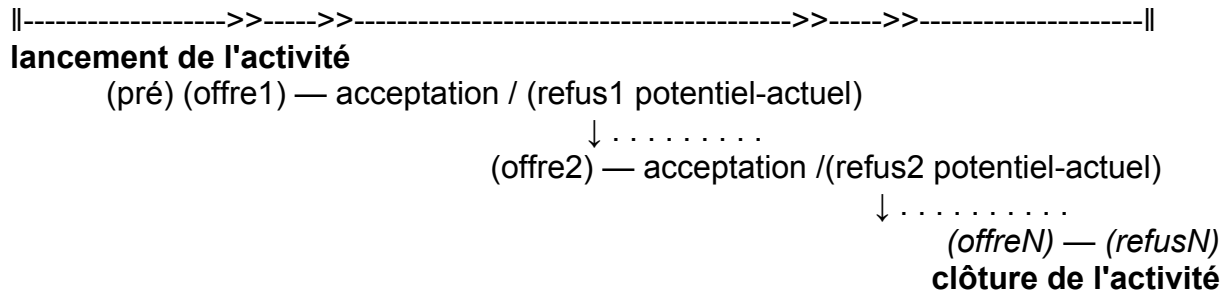 ‖-------------------->>----->>------------------------------------------>>----->>---------------------‖
lancement de l'activité
(pré) (offre1) — acceptation / (refus1 potentiel-actuel)
↓ . . . . . . . . .
(offre2) — acceptation /(refus2 potentiel-actuel)
↓ . . . . . . . . . .
(offreN) — (refusN)
clôture de l'activité